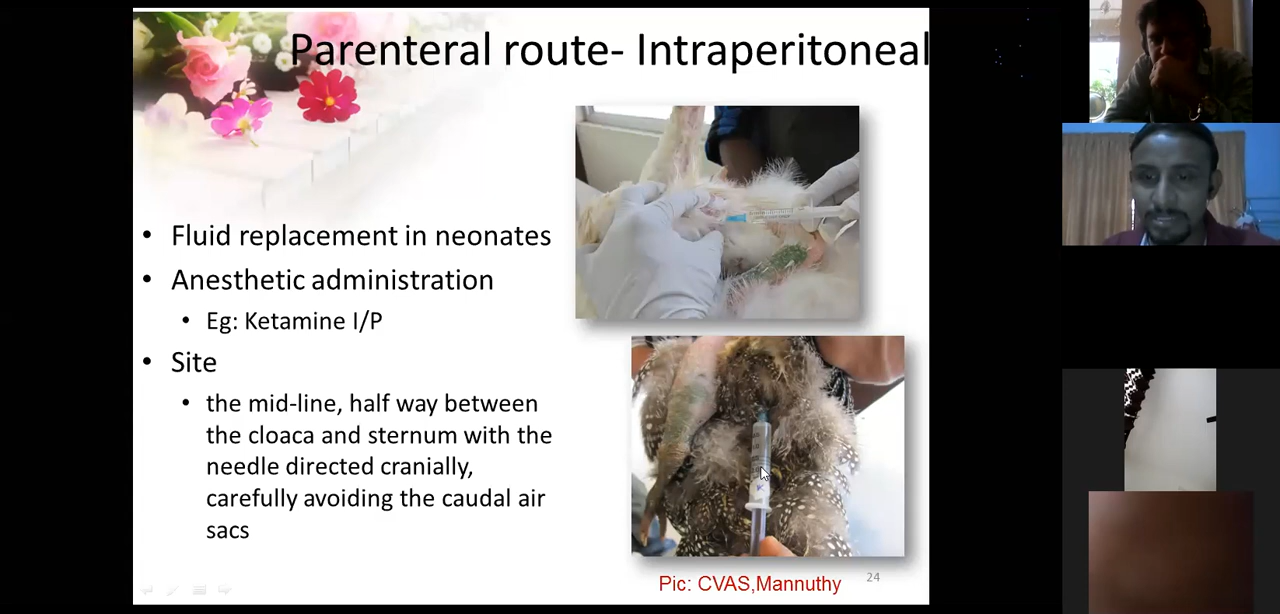 Parenteral route- Intraperitoneal
• Fluid replacement in neonates
• Anesthetic administration
• Eg: Ketamine I/P
• Site
• the mid-line, half way between
the cloaca and sternum with the
needle directed cranially,
carefully avoiding the caudal air
sacs
Pic: CVAS,Mannuthy
24